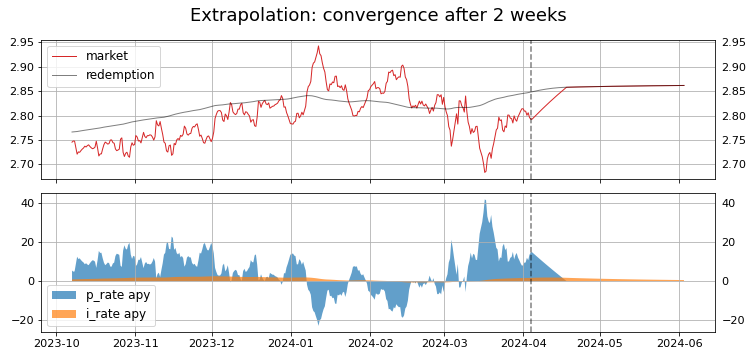 Extrapolation: convergence after 2 weeks
2.95 2.95
market
2.90 redemption 2.90
2.85 2.85
2.80 2.80
2.75 2.75
2.70 2.70
40 40
20 20
0 0
p_rate apy
-20 i_rate apy -20
2023-10 2023-11 2023-12 2024-01 2024-02 2024-03 2024-04 2024-05 2024-06